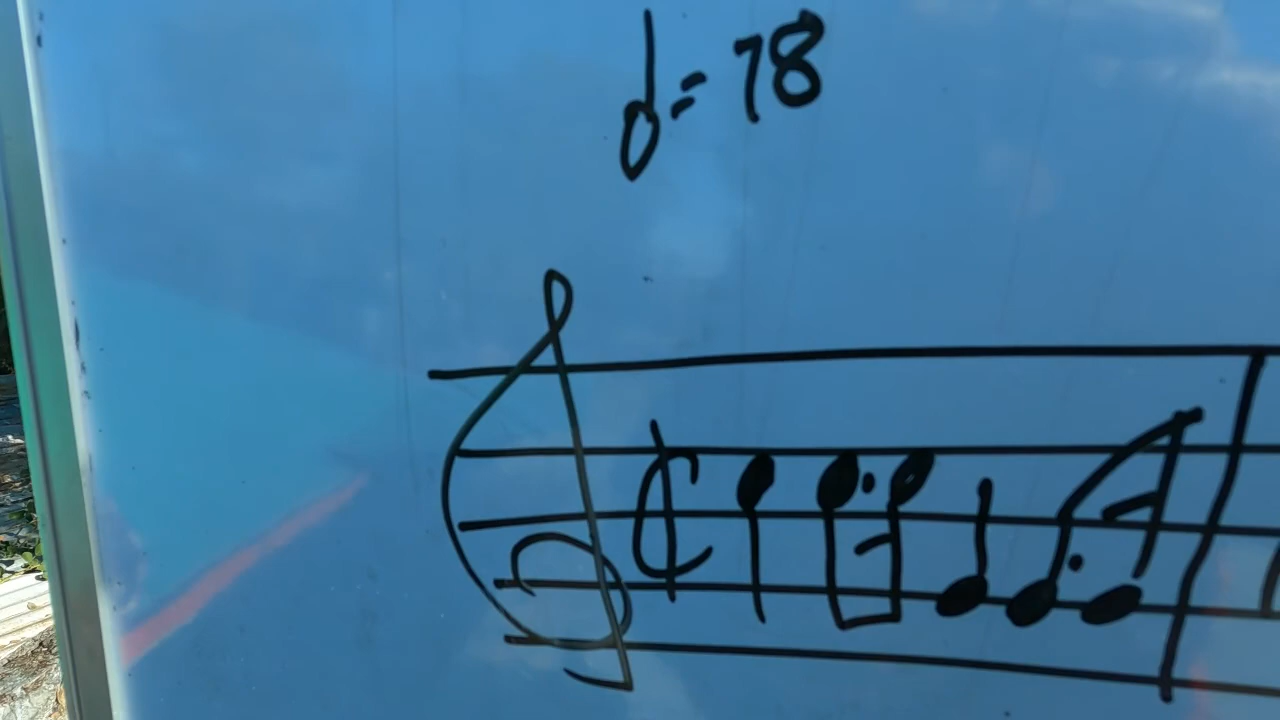 𝅗𝅥 = 78